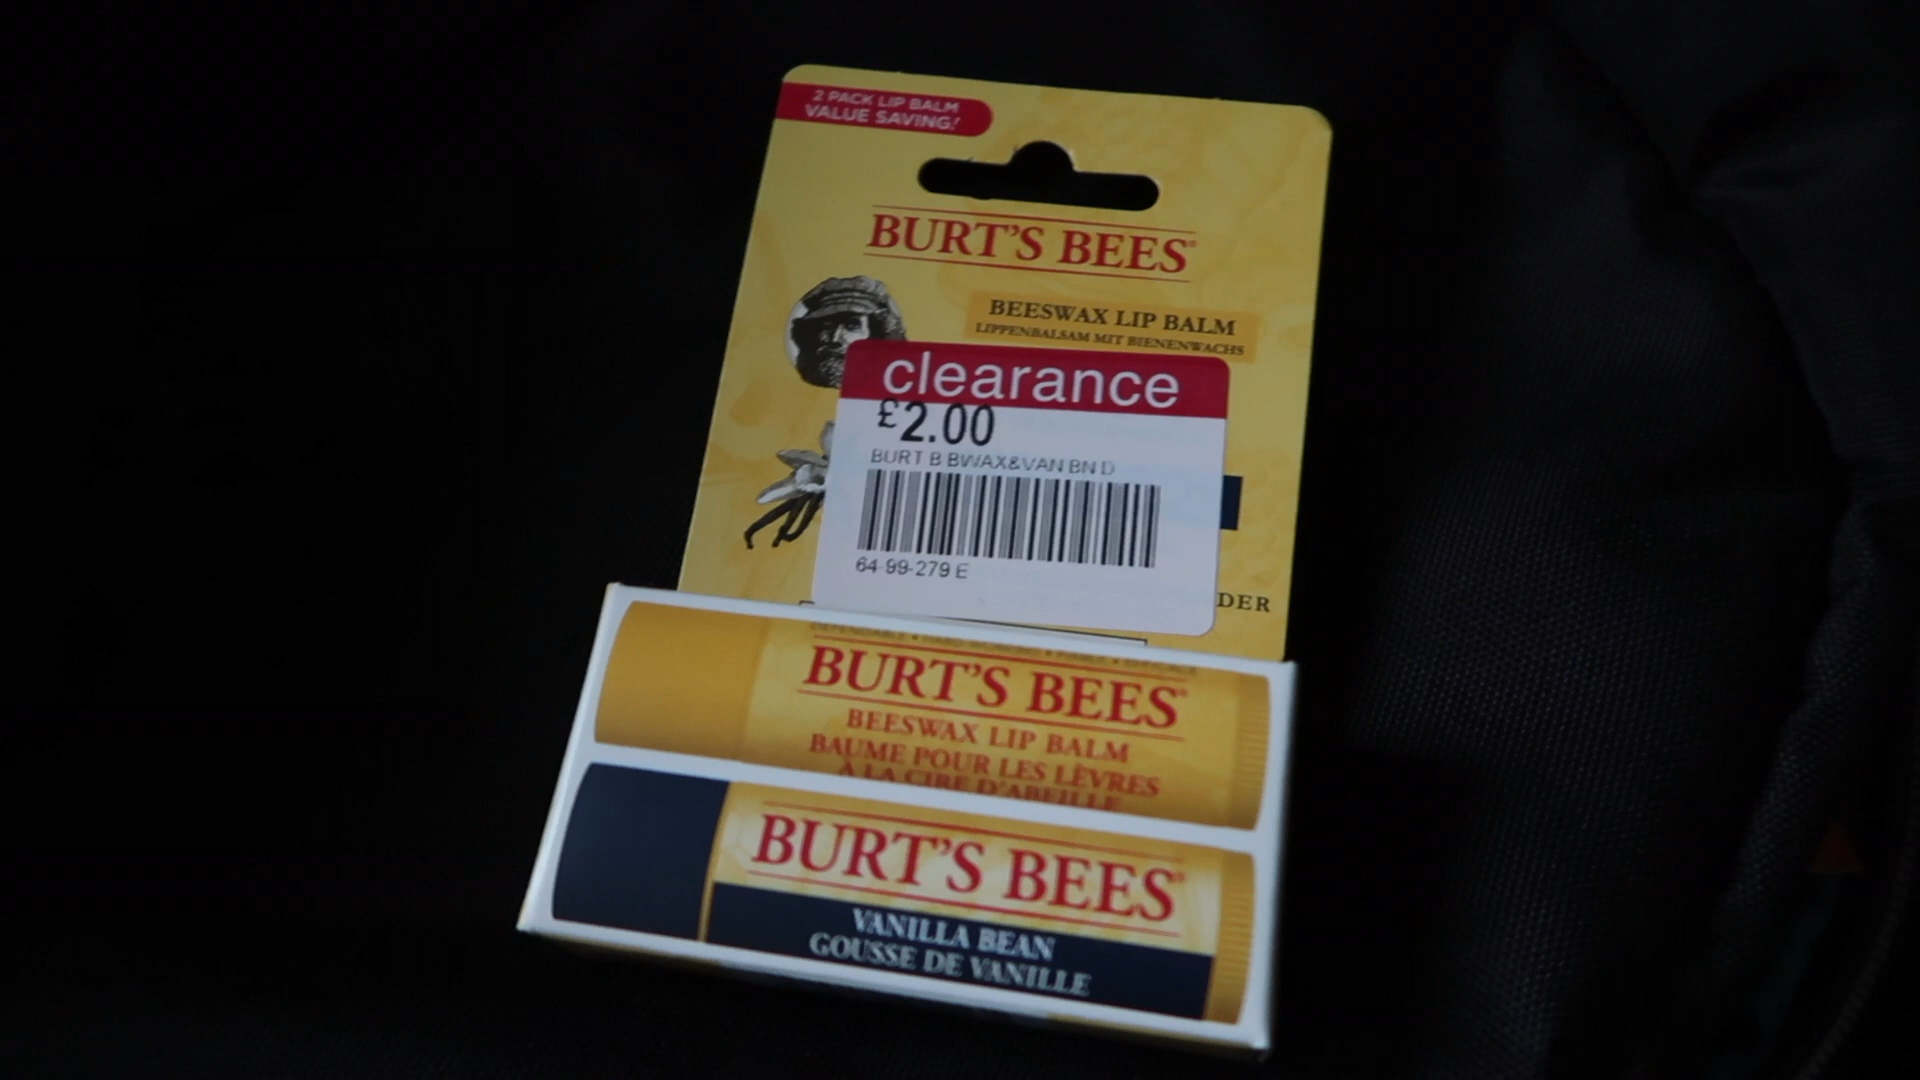 2 PACK LIP BALM
VALUE SAVING!
BURT'S BEES®
BEESWAX LIP BALM
LIPPENBALSAM MIT BIENENWACHS
clearance
£2.00
BURT B BWAX&VAN BN D
64-99-279 E
DER
BURT'S BEES®
BEESWAX LIP BALM
BAUME POUR LES LÈVRES
À LA CIRE D'ABEILLE
BURT'S BEES®
VANILLA BEAN
GOUSSE DE VANILLE